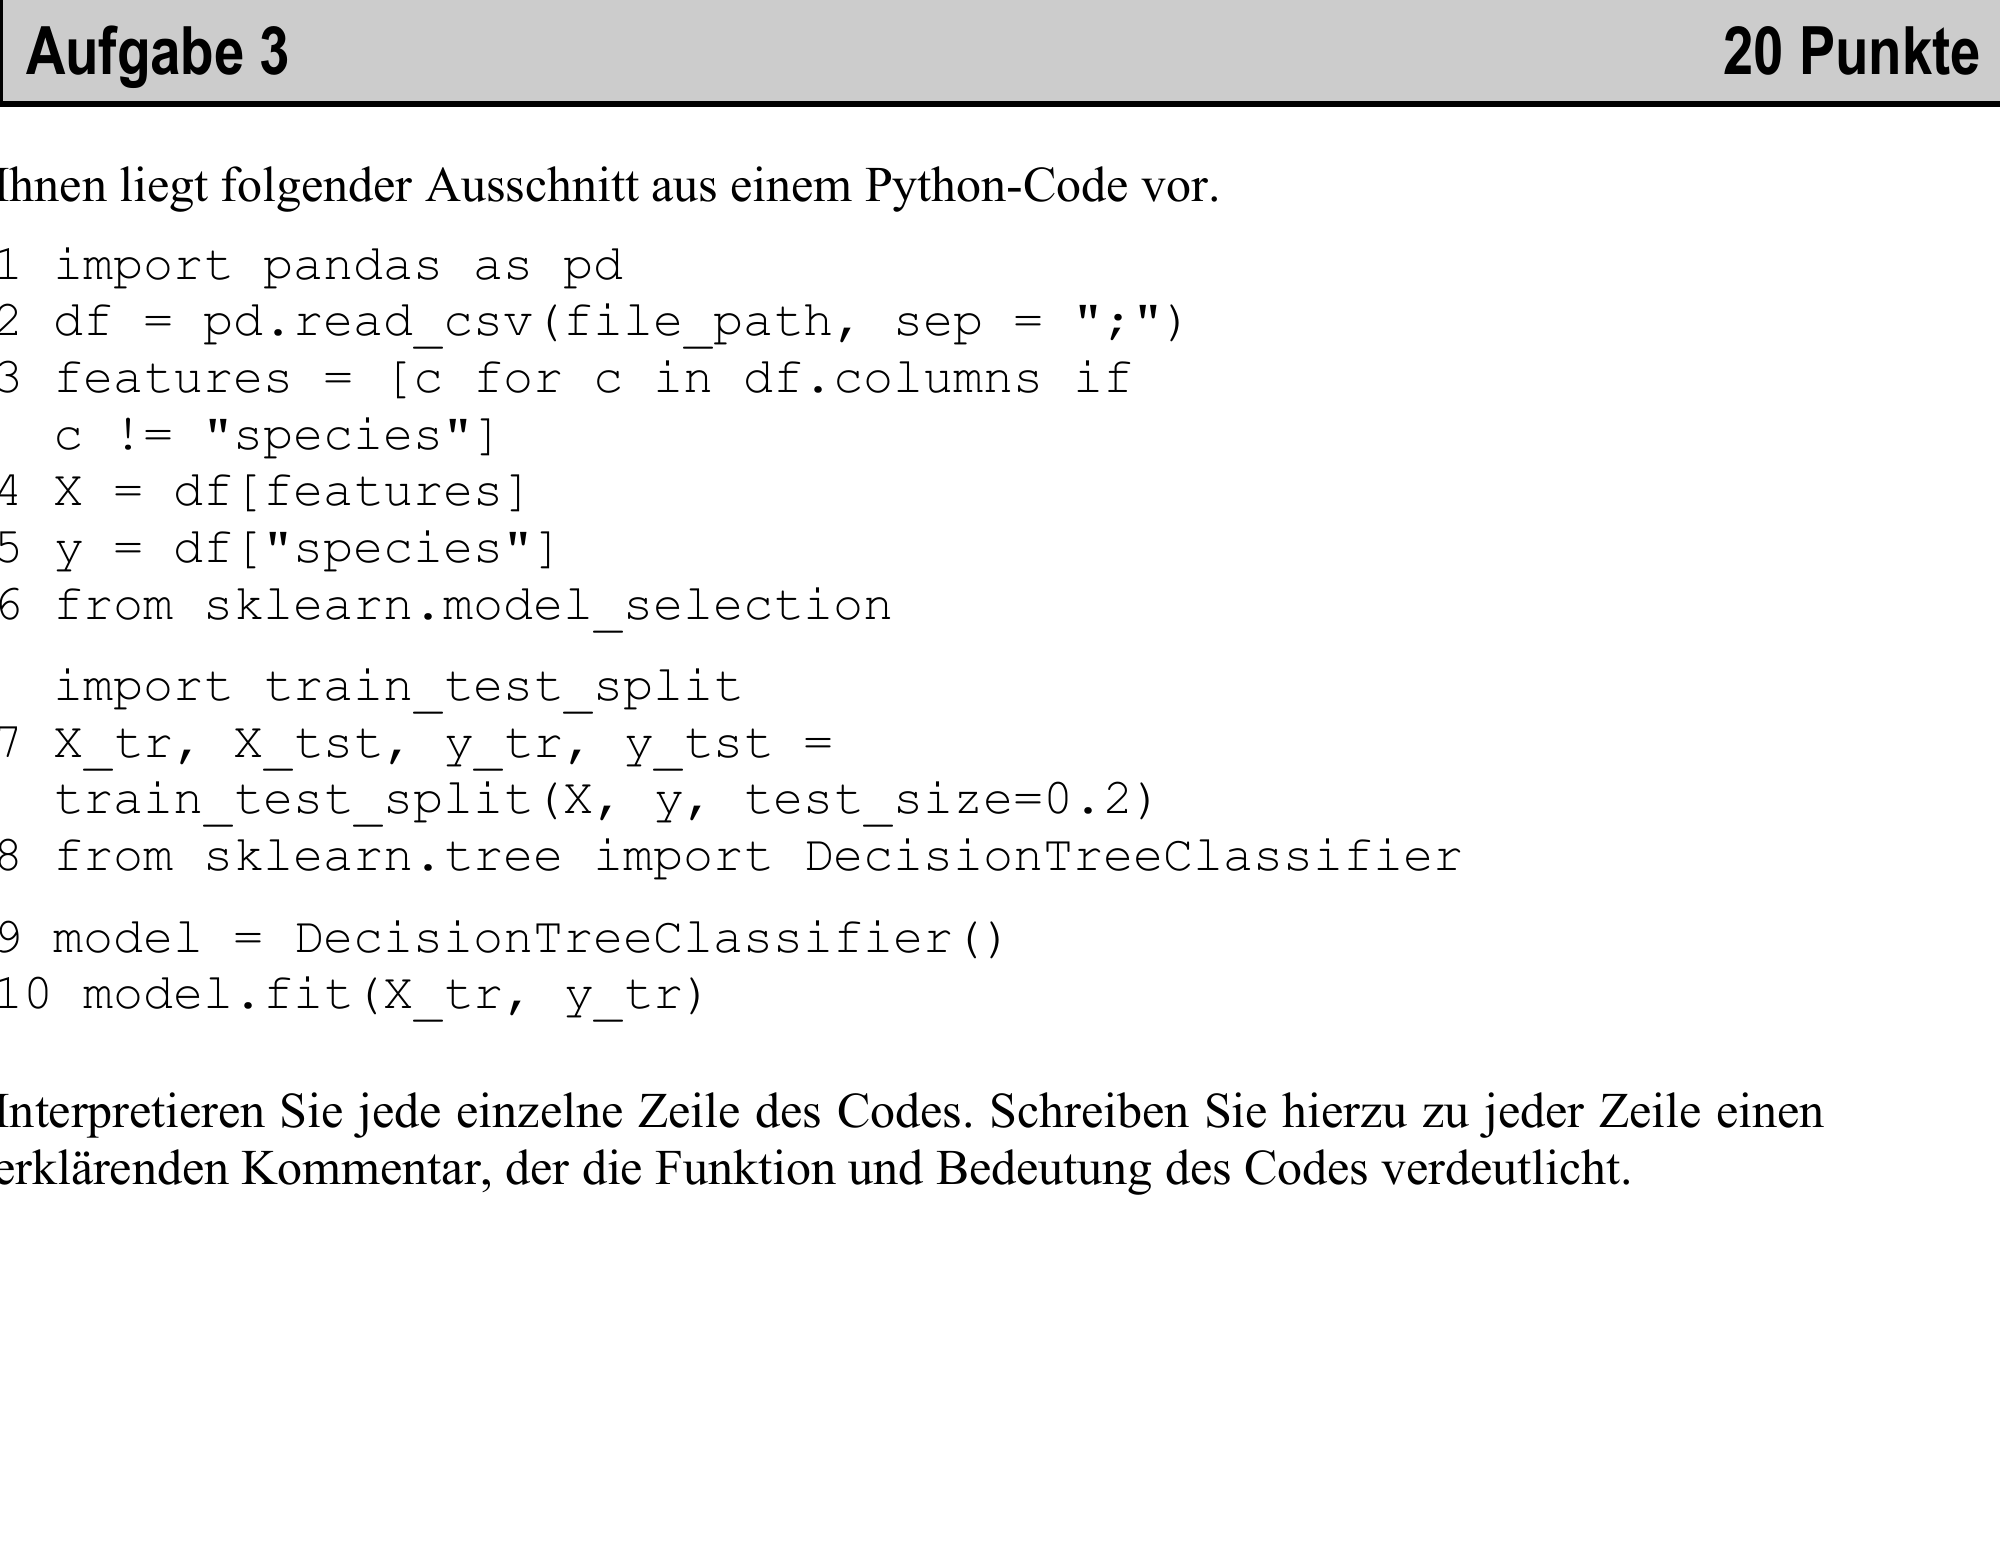 Aufgabe 3 20 Punkte
Ihnen liegt folgender Ausschnitt aus einem Python-Code vor.
1 import pandas as pd
2 df = pd.read_csv(file_path, sep = ";")
3 features = [c for c in df.columns if
c != "species"]
4 X = df[features]
5 y = df["species"]
6 from sklearn.model_selection
import train_test_split
7 X_tr, X_tst, y_tr, y_tst =
train_test_split(X, y, test_size=0.2)
8 from sklearn.tree import DecisionTreeClassifier
9 model = DecisionTreeClassifier()
10 model.fit(X_tr, y_tr)
Interpretieren Sie jede einzelne Zeile des Codes. Schreiben Sie hierzu zu jeder Zeile einen
erklärenden Kommentar, der die Funktion und Bedeutung des Codes verdeutlicht.